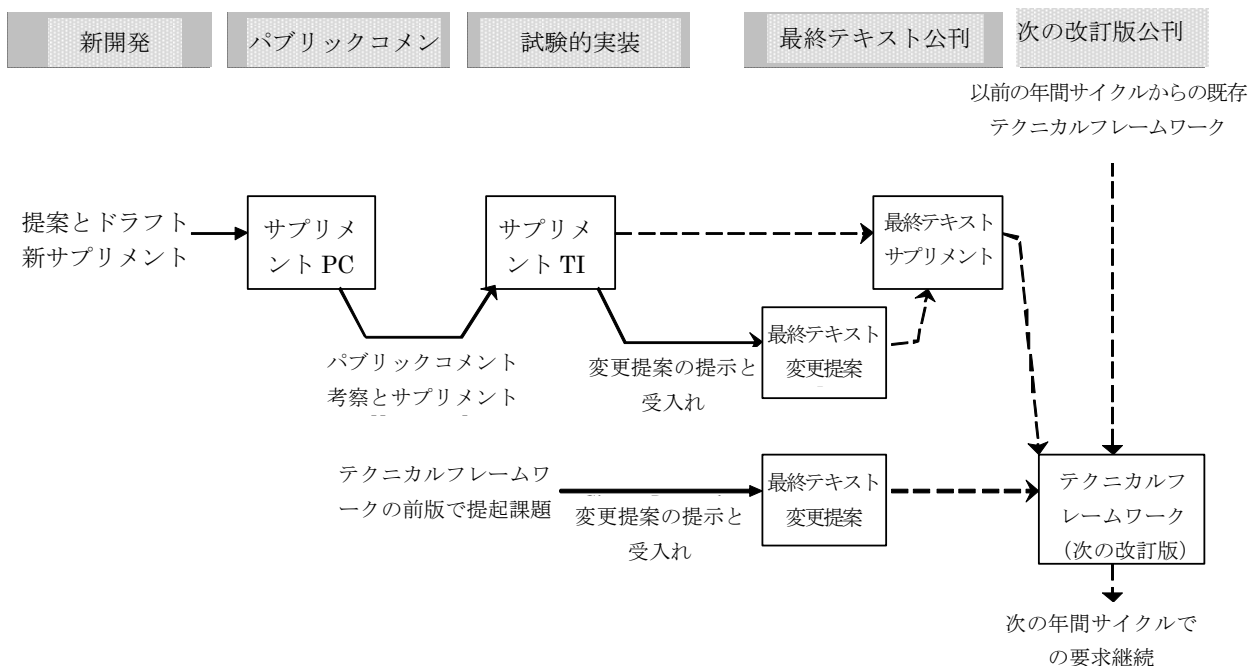 新開発
パブリックコメン
試験的実装
最終テキスト公刊
次の改訂版公刊
以前の年間サイクルからの既存
テクニカルフレームワーク
提案とドラフト
新サプリメント
サプリメ
ント PC
サプリメ
ント TI
最終テキスト
サプリメント
パブリックコメント
考察とサプリメント
変更提案の提示と
受入れ
最終テキスト
変更提案
テクニカルフレームワ
ークの前版で提起課題
変更提案の提示と
受入れ
最終テキスト
変更提案
テクニカルフ
レームワーク
（次の改訂版）
次の年間サイクルで
の要求継続